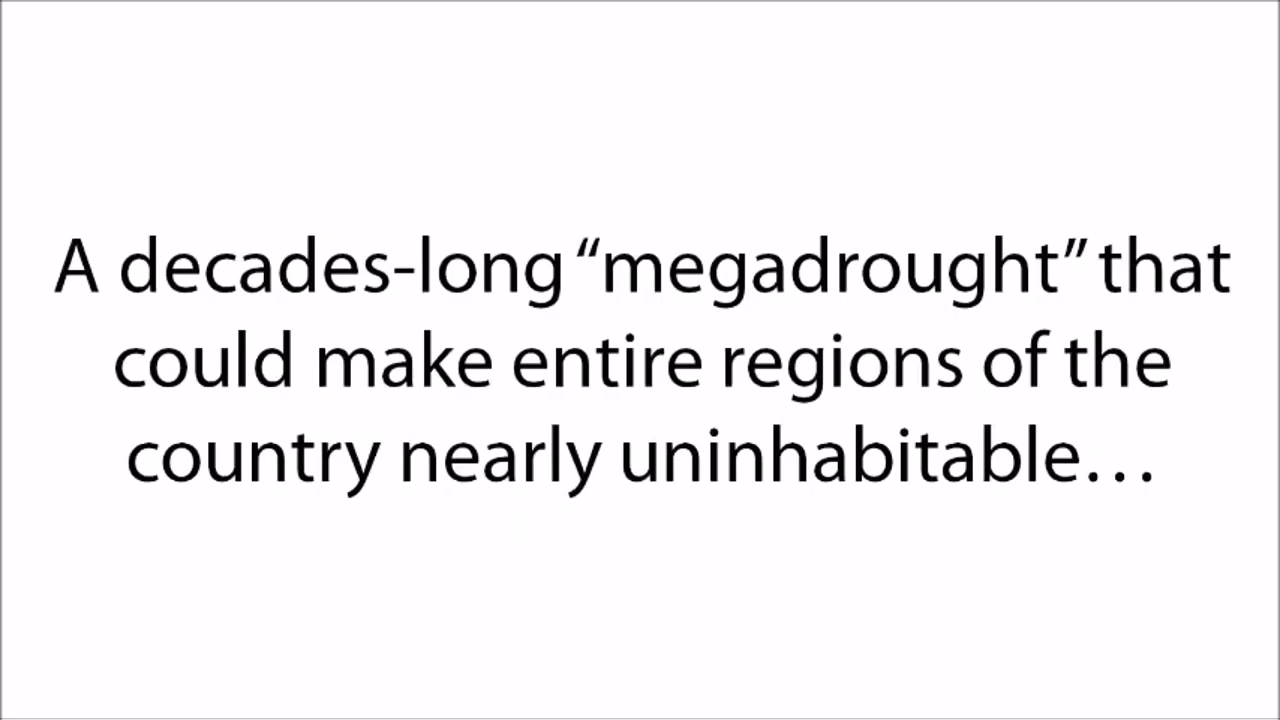 A decades-long “megadrought” that
could make entire regions of the
country nearly uninhabitable…